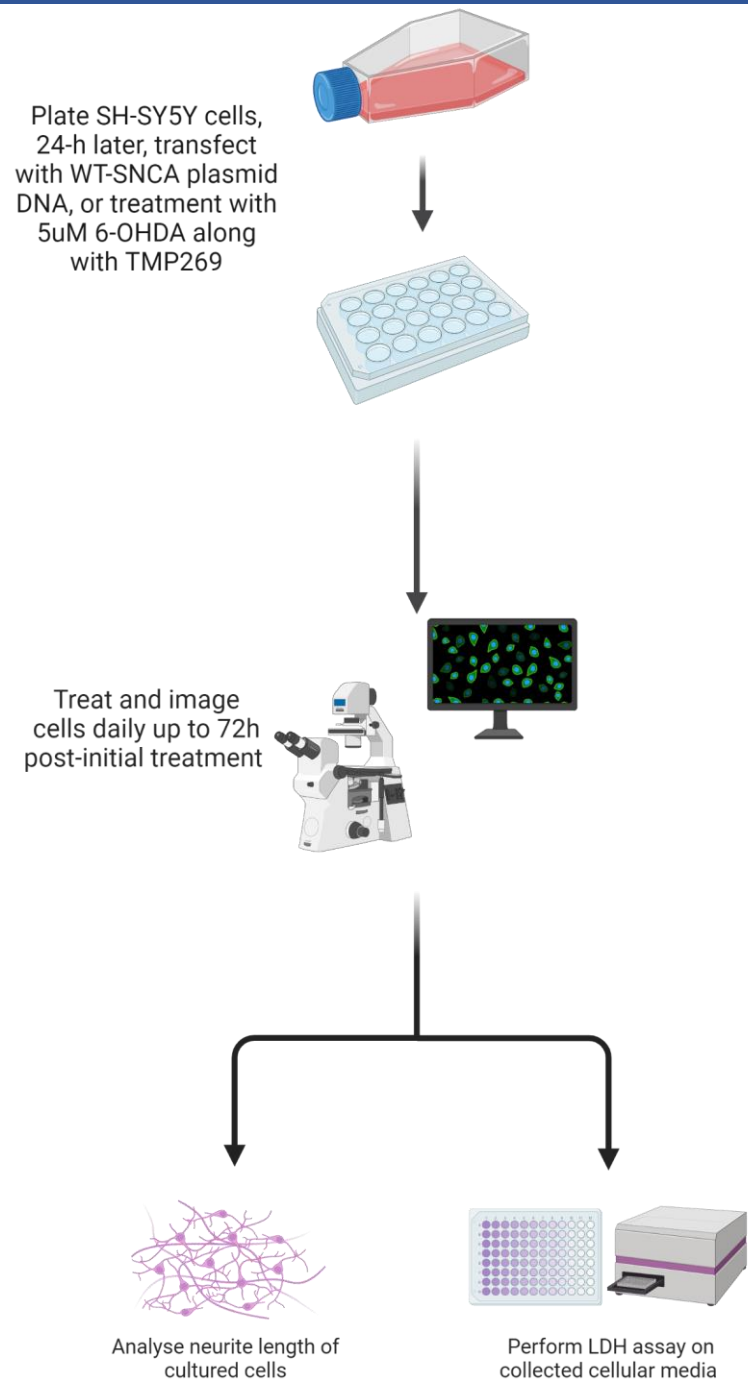 Plate SH-SY5Y cells,
24-h later, transfect
with WT-SNCA plasmid
DNA, or treatment with
5uM 6-OHDA along
with TMP269
Treat and image
cells daily up to 72h
post-initial treatment
Analyse neurite length of
cultured cells
Perform LDH assay on
collected cellular media